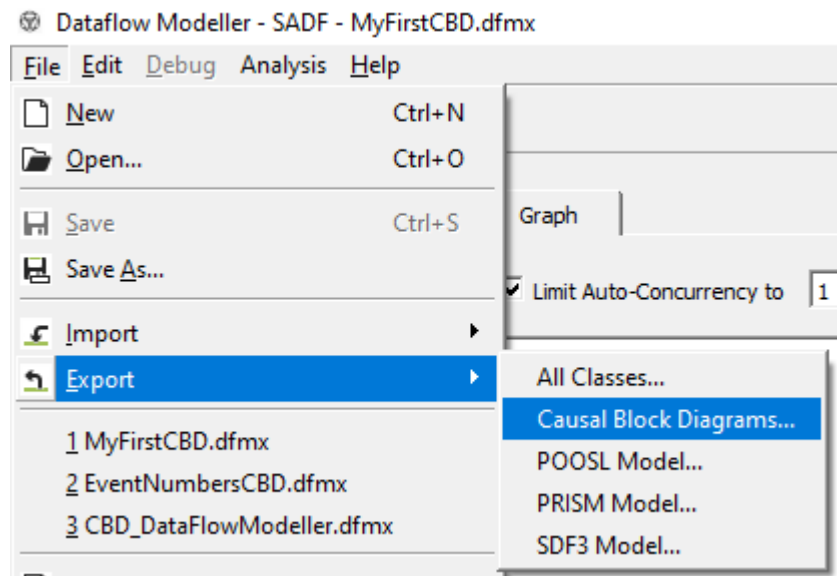 Dataflow Modeller - SADF - MyFirstCBD.dfmx
File Edit Debug Analysis Help
New Ctrl+N
Open... Ctrl+O
Save Ctrl+S
Save As...
Import
Export
1 MyFirstCBD.dfmx
2 EventNumbersCBD.dfmx
3 CBD_DataFlowModeller.dfmx
Graph
Limit Auto-Concurrency to 1
All Classes...
Causal Block Diagrams...
POOSL Model...
PRISM Model...
SDF3 Model...